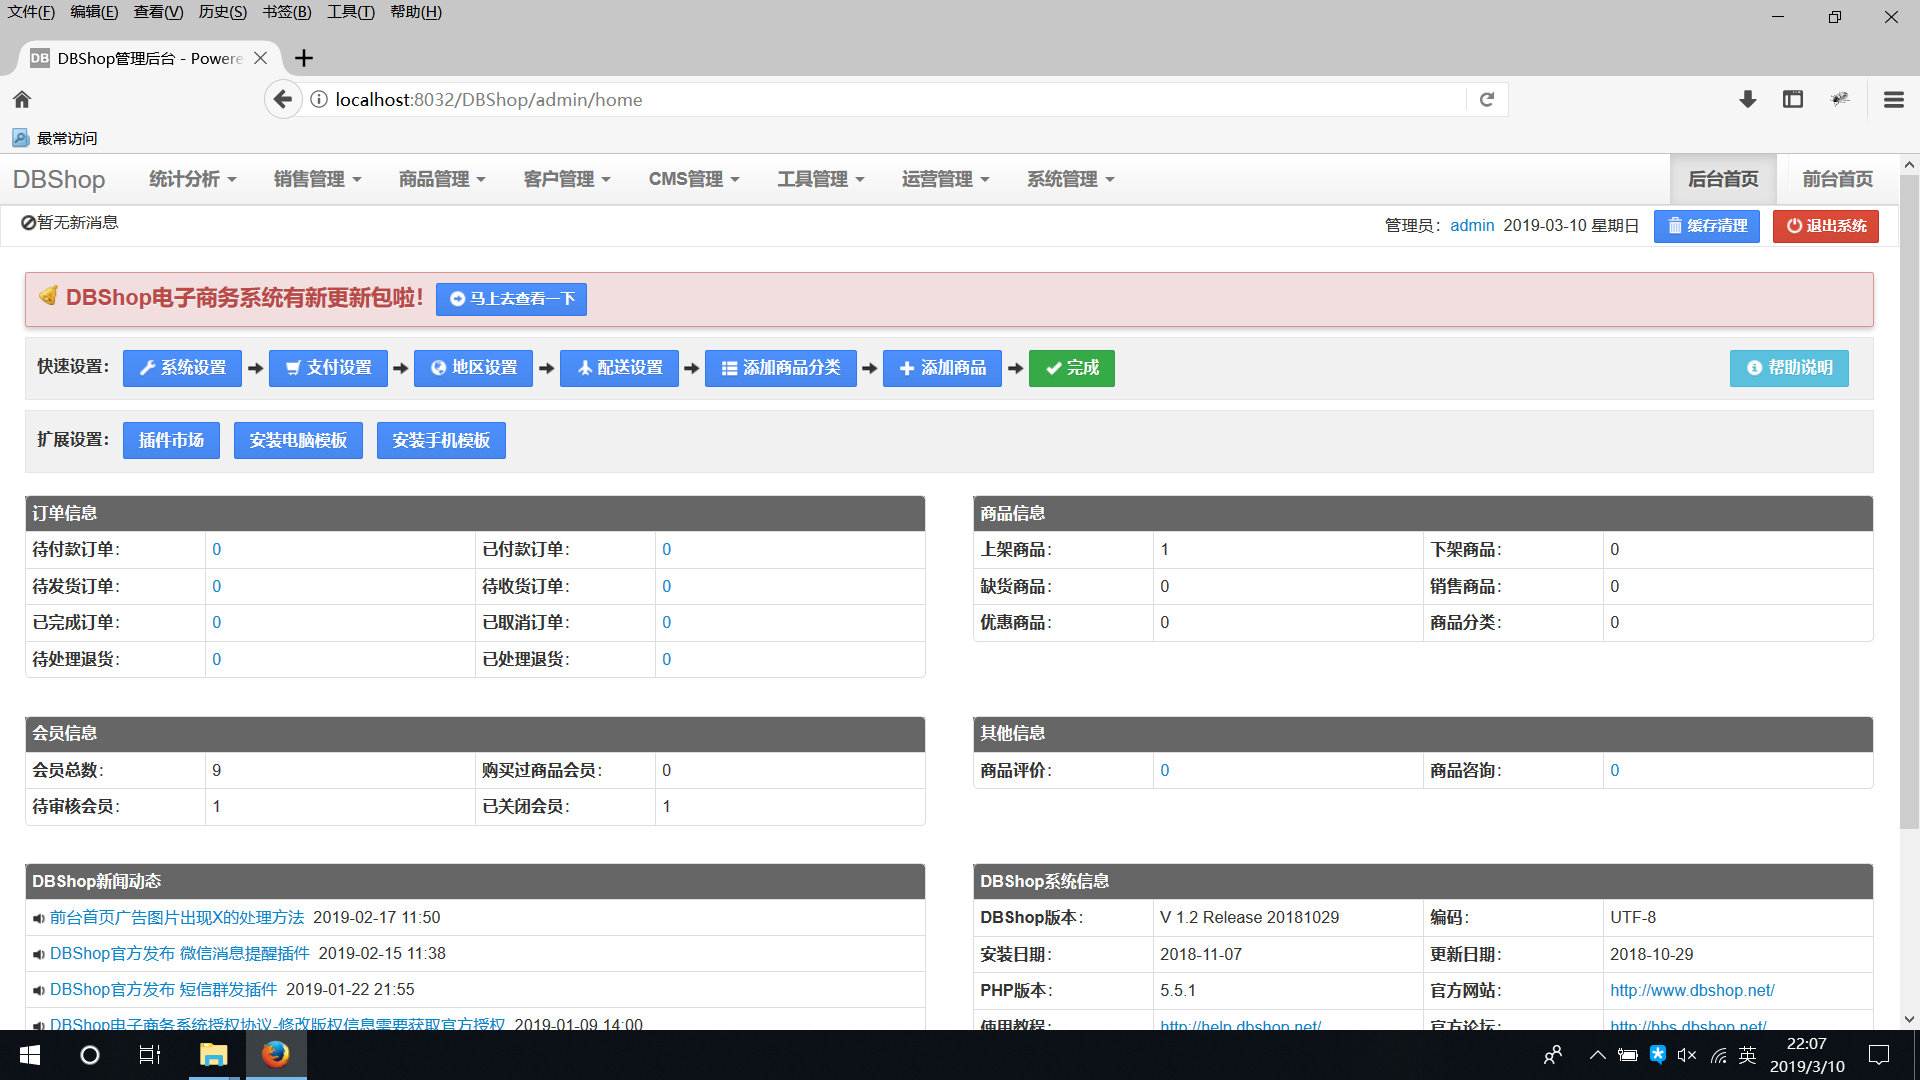 文件(F) 编辑(E) 查看(V) 历史(S) 书签(B) 工具(T) 帮助(H)
DB DBShop管理后台 - Powere
localhost:8032/DBShop/admin/home
最常访问
DBShop 统计分析 销售管理 商品管理 客户管理 CMS管理 工具管理 运营管理 系统管理 后台首页 前台首页
暂无新消息 管理员： admin 2019-03-10 星期日 缓存清理 退出系统
DBShop电子商务系统有新更新包啦！ 马上去查看一下
快速设置： 系统设置 支付设置 地区设置 配送设置 添加商品分类 添加商品 完成 帮助说明
扩展设置： 插件市场 安装电脑模板 安装手机模板
订单信息
待付款订单： 0 已付款订单： 0
待发货订单： 0 待收货订单： 0
已完成订单： 0 已取消订单： 0
待处理退货： 0 已处理退货： 0
商品信息
上架商品： 1 下架商品： 0
缺货商品： 0 销售商品： 0
优惠商品： 0 商品分类： 0
会员信息
会员总数： 9 购买过商品会员： 0
待审核会员： 1 已关闭会员： 1
其他信息
商品评价： 0 商品咨询： 0
DBShop新闻动态
前台首页广告图片出现X的处理方法 2019-02-17 11:50
DBShop官方发布 微信消息提醒插件 2019-02-15 11:38
DBShop官方发布 短信群发插件 2019-01-22 21:55
DBShop电子商务系统授权协议-修改版权信息需要获取官方授权 2019-01-09 14:00
DBShop系统信息
DBShop版本： V 1.2 Release 20181029 编码： UTF-8
安装日期： 2018-11-07 更新日期： 2018-10-29
PHP版本： 5.5.1 官方网站： http://www.dbshop.net/
使用教程： http://help.dbshop.net/ 官方论坛： http://bbs.dbshop.net/
英 22:07
2019/3/10